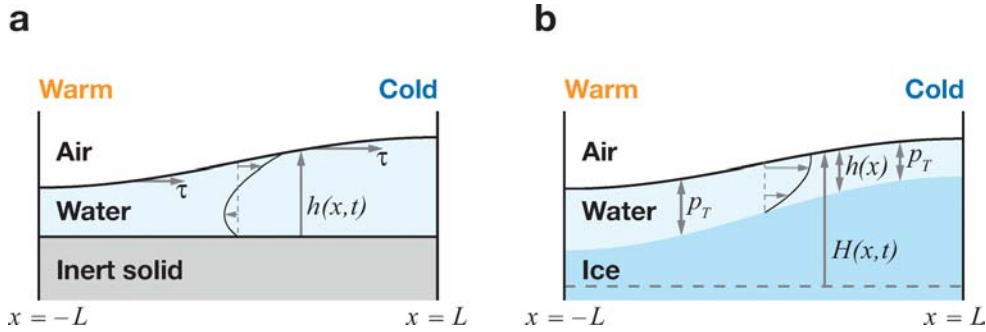 a
Warm Cold
Air
τ
τ
Water
h(x,t)
Inert solid
x = −L x = L
b
Warm Cold
Air
h(x)
p_T
Water
p_T
Ice
H(x,t)
x = −L x = L